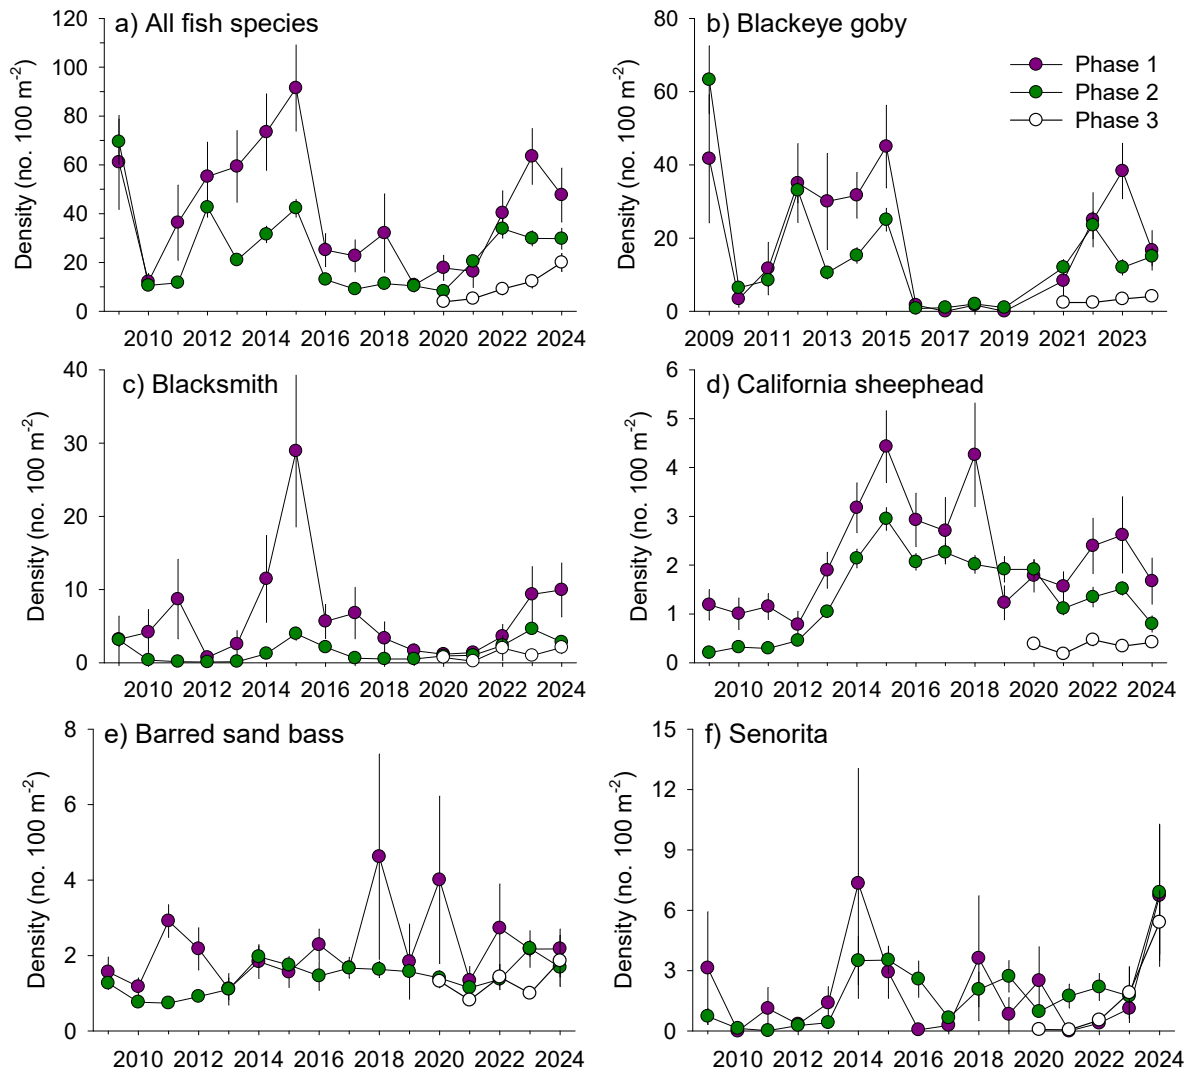 a) All fish species
Density (no. 100 m-2)
120
100
80
60
40
20
0
2010 2012 2014 2016 2018 2020 2022 2024
b) Blackeye goby
Density (no. 100 m-2)
80
60
40
20
0
2009 2011 2013 2015 2017 2019 2021 2023
Phase 1
Phase 2
Phase 3
c) Blacksmith
Density (no. 100 m-2)
40
30
20
10
0
2010 2012 2014 2016 2018 2020 2022 2024
d) California sheephead
Density (no. 100 m-2)
6
5
4
3
2
1
0
2010 2012 2014 2016 2018 2020 2022 2024
e) Barred sand bass
Density (no. 100 m-2)
8
6
4
2
0
2010 2012 2014 2016 2018 2020 2022 2024
f) Senorita
Density (no. 100 m-2)
15
12
9
6
3
0
2010 2012 2014 2016 2018 2020 2022 2024